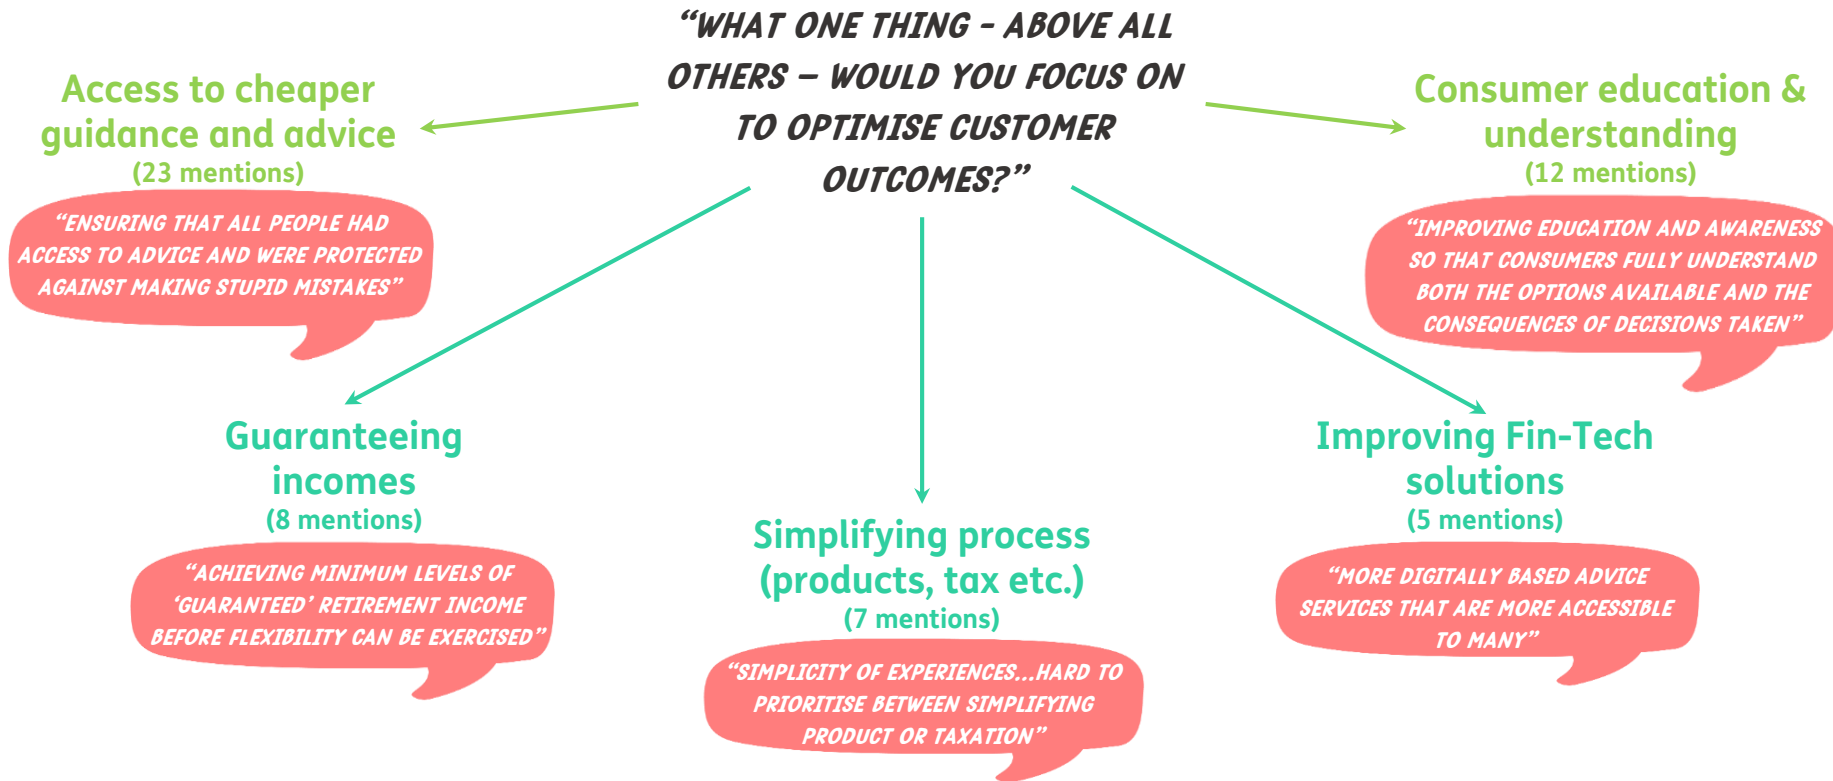 “WHAT ONE THING - ABOVE ALL
OTHERS – WOULD YOU FOCUS ON
TO OPTIMISE CUSTOMER
OUTCOMES?”
Access to cheaper
guidance and advice
(23 mentions)
“ENSURING THAT ALL PEOPLE HAD
ACCESS TO ADVICE AND WERE PROTECTED
AGAINST MAKING STUPID MISTAKES”
Consumer education &
understanding
(12 mentions)
“IMPROVING EDUCATION AND AWARENESS
SO THAT CONSUMERS FULLY UNDERSTAND
BOTH THE OPTIONS AVAILABLE AND THE
CONSEQUENCES OF DECISIONS TAKEN”
Guaranteeing
incomes
(8 mentions)
“ACHIEVING MINIMUM LEVELS OF
‘GUARANTEED’ RETIREMENT INCOME
BEFORE FLEXIBILITY CAN BE EXERCISED”
Simplifying process
(products, tax etc.)
(7 mentions)
“SIMPLICITY OF EXPERIENCES...HARD TO
PRIORITISE BETWEEN SIMPLIFYING
PRODUCT OR TAXATION”
Improving Fin-Tech
solutions
(5 mentions)
“MORE DIGITALLY BASED ADVICE
SERVICES THAT ARE MORE ACCESSIBLE
TO MANY”